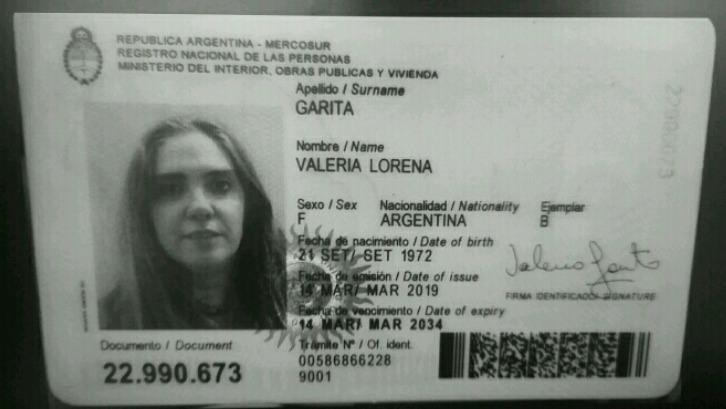 REPUBLICA ARGENTINA - MERCOSUR
REGISTRO NACIONAL DE LAS PERSONAS
MINISTERIO DEL INTERIOR, OBRAS PUBLICAS Y VIVIENDA
Apellido / Surname
GARITA
Nombre / Name
VALERIA LORENA
Sexo / Sex Nacionalidad / Nationality Ejemplar
F ARGENTINA B
Fecha de nacimiento / Date of birth
21 SET/ SET 1972
Fecha de emisión / Date of issue
14 MAR/ MAR 2019
FIRMA IDENTIFICADO/ SIGNATURE
Fecha de vencimiento / Date of expiry
14 MAR/ MAR 2034
Documento / Document
22.990.673
Trámite Nº / Of. ident.
00586866228
9001